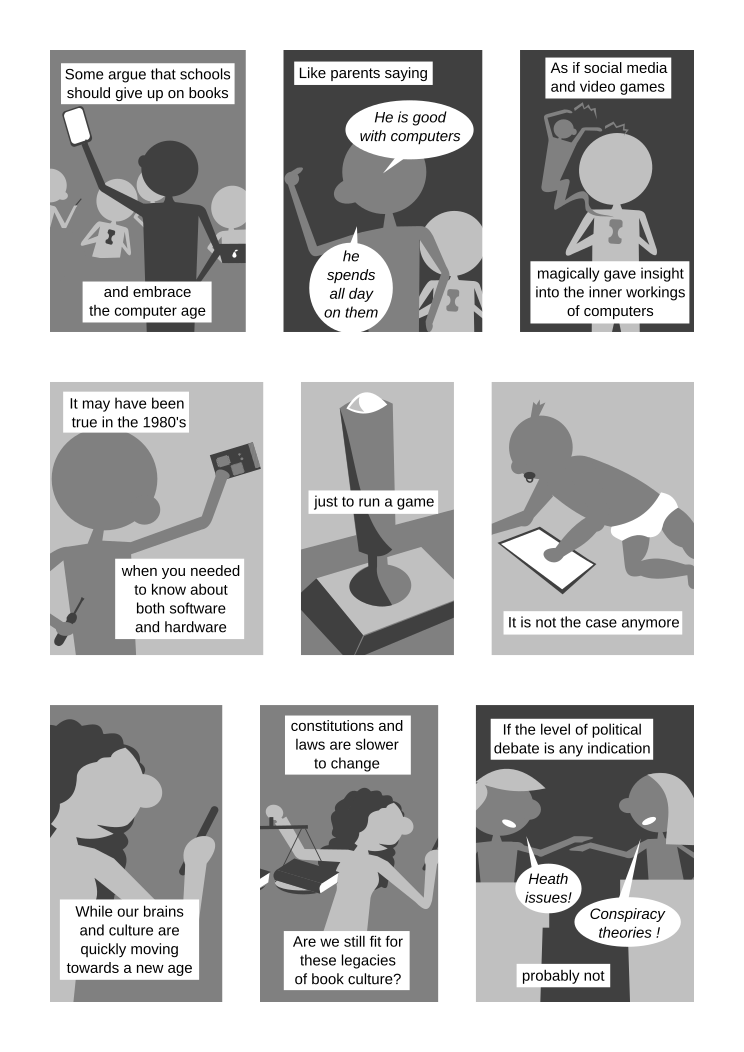 Some argue that schools
should give up on books
and embrace
the computer age
Like parents saying
He is good
with computers
he
spends
all day
on them
As if social media
and video games
magically gave insight
into the inner workings
of computers
It may have been
true in the 1980's
when you needed
to know about
both software
and hardware
just to run a game
It is not the case anymore
While our brains
and culture are
quickly moving
towards a new age
constitutions and
laws are slower
to change
Are we still fit for
these legacies
of book culture?
If the level of political
debate is any indication
Heath
issues!
Conspiracy
theories !
probably not